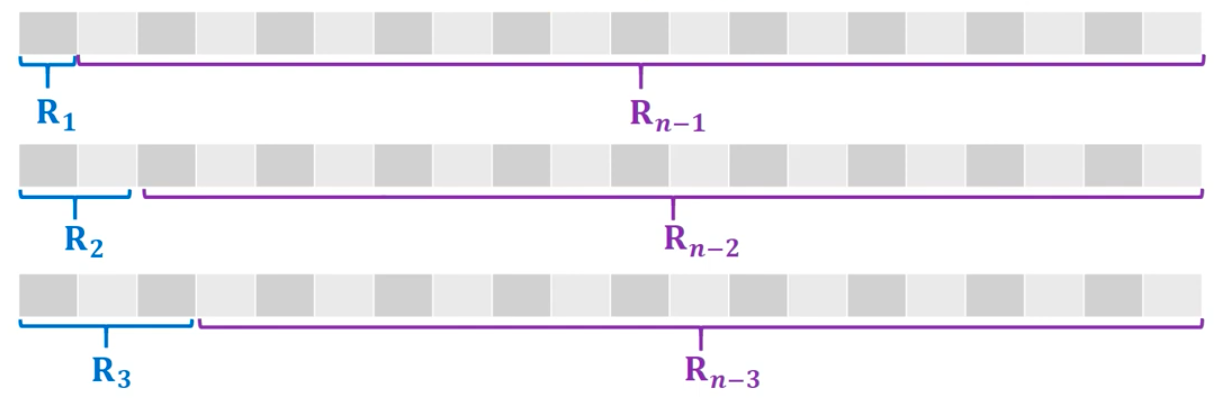 R₁ Rₙ₋₁
R₂ Rₙ₋₂
R₃ Rₙ₋₃